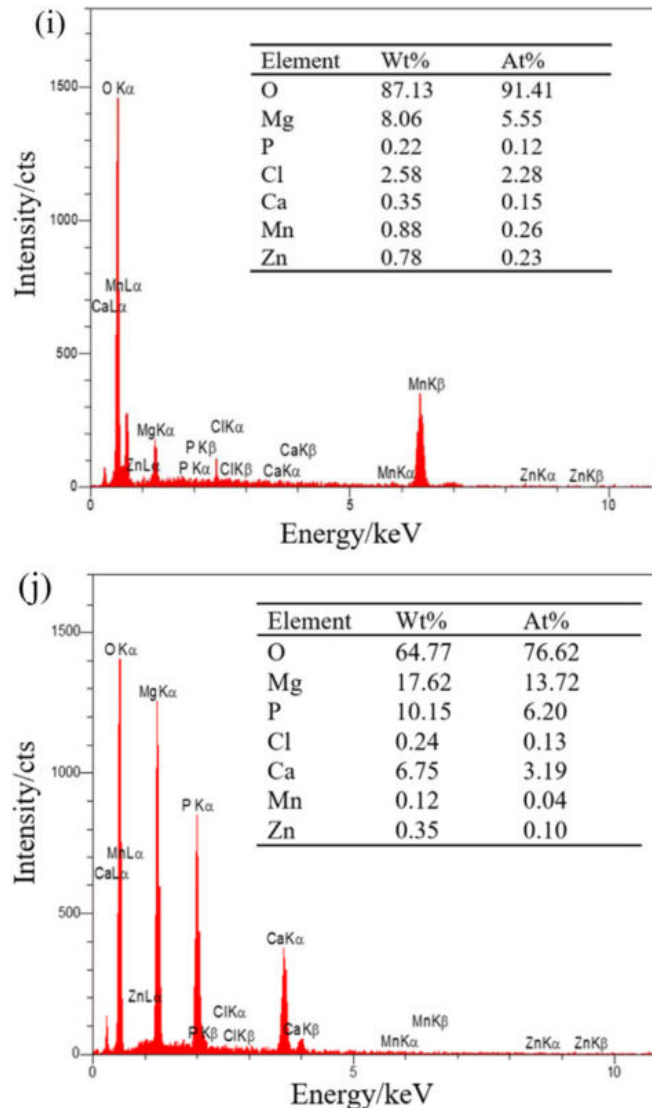 (i)
Element Wt% At%
O 87.13 91.41
Mg 8.06 5.55
P 0.22 0.12
Cl 2.58 2.28
Ca 0.35 0.15
Mn 0.88 0.26
Zn 0.78 0.23
Intensity/cts
1500
1000
500
0
O Kα
MnLα
CaLα
ZnLα
MgKα
P Kβ
P Kα
ClKα
ClKβ
CaKβ
CaKα
MnKβ
MnKα
ZnKα
ZnKβ
0 5 10
Energy/keV
(j)
Element Wt% At%
O 64.77 76.62
Mg 17.62 13.72
P 10.15 6.20
Cl 0.24 0.13
Ca 6.75 3.19
Mn 0.12 0.04
Zn 0.35 0.10
Intensity/cts
1500
1000
500
0
O Kα
MgKα
P Kα
MnLα
CaLα
ZnLα
P Kβ
ClKα
ClKβ
CaKα
CaKβ
MnKβ
MnKα
ZnKα
ZnKβ
0 5 10
Energy/keV